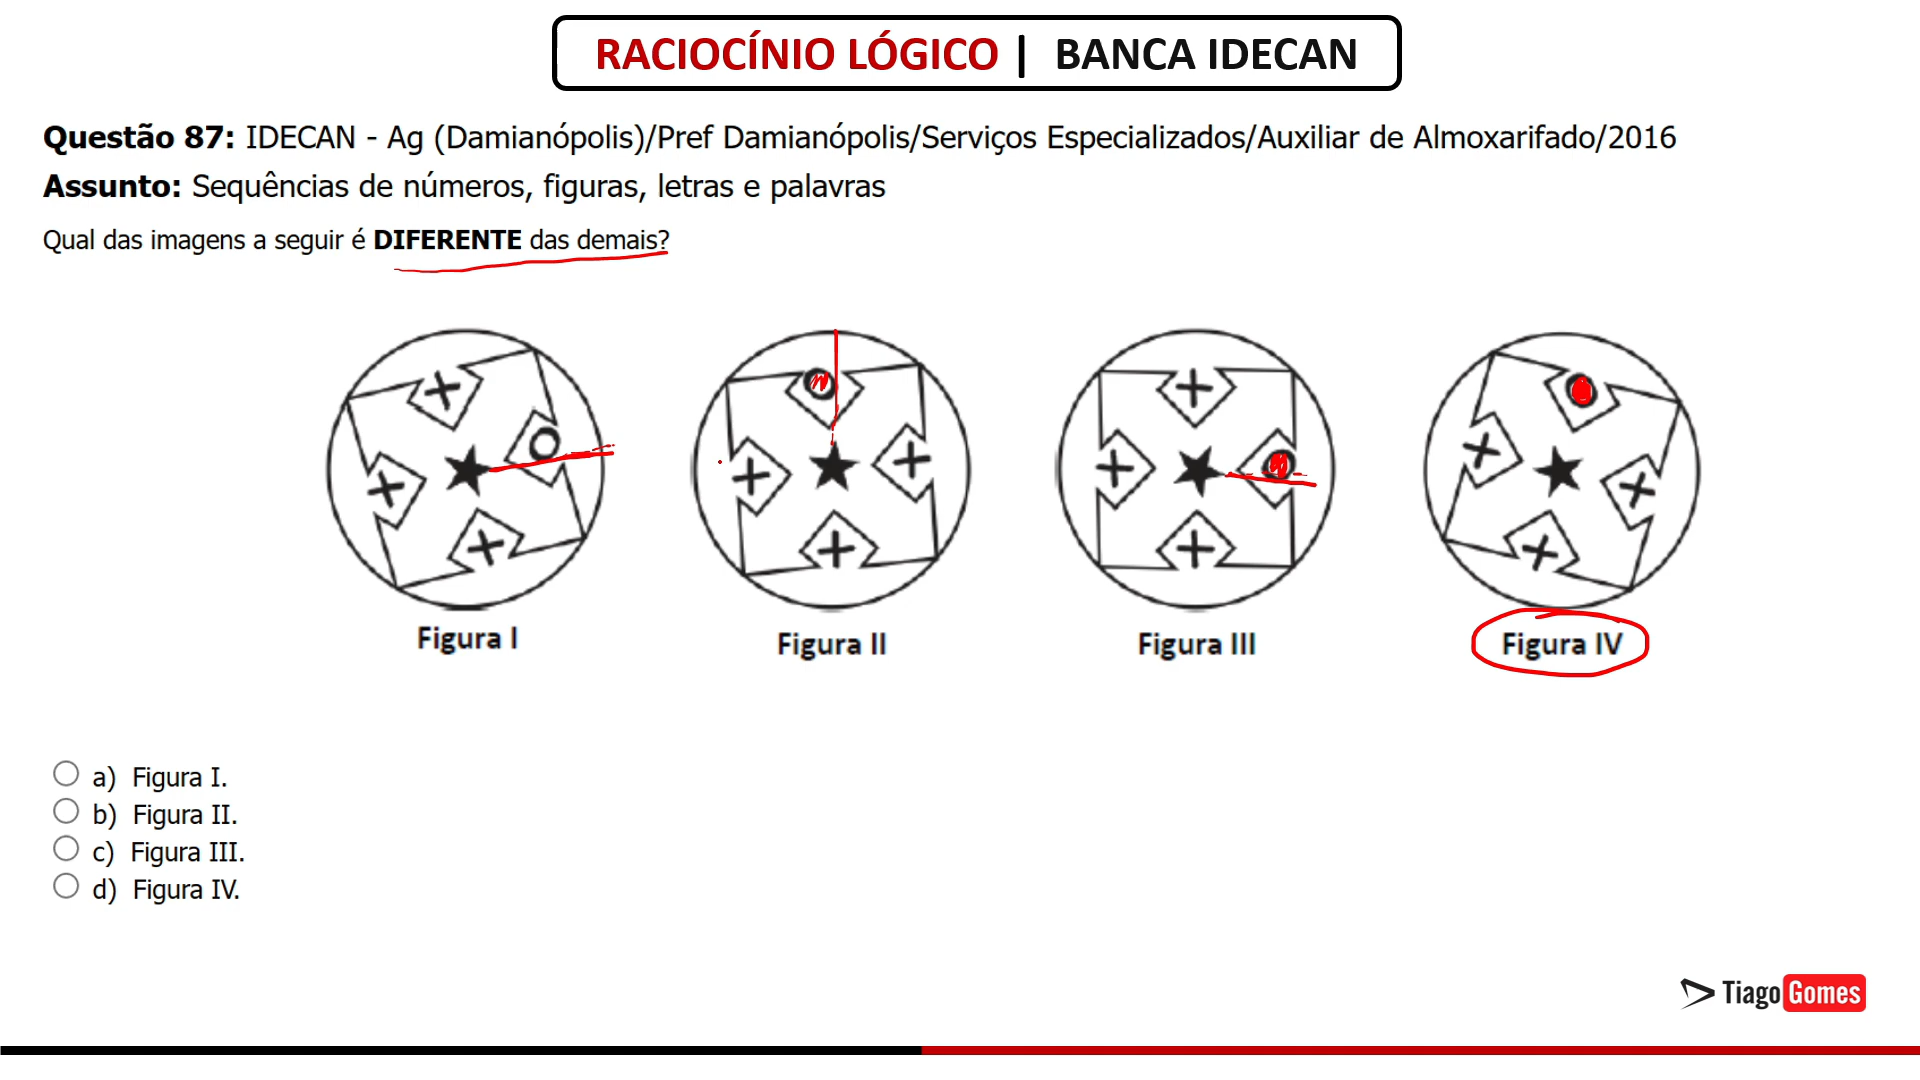 RACIOCÍNIO LÓGICO | BANCA IDECAN
Questão 87: IDECAN - Ag (Damianópolis)/Pref Damianópolis/Serviços Especializados/Auxiliar de Almoxarifado/2016
Assunto: Sequências de números, figuras, letras e palavras
Qual das imagens a seguir é DIFERENTE das demais?
Figura I
Figura II
Figura III
Figura IV
a) Figura I.
b) Figura II.
c) Figura III.
d) Figura IV.
Tiago Gomes